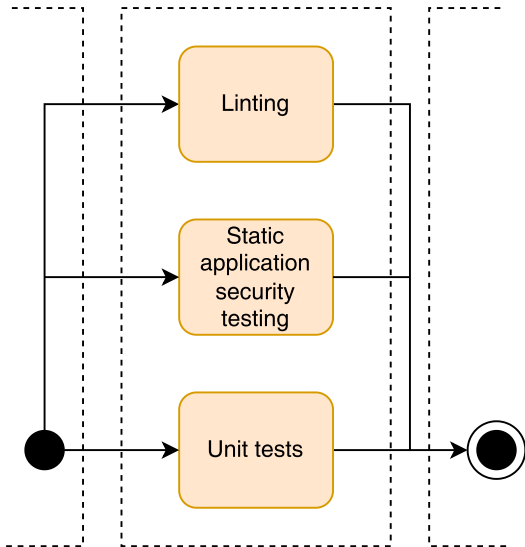 Linting
Static
application
security
testing
Unit tests